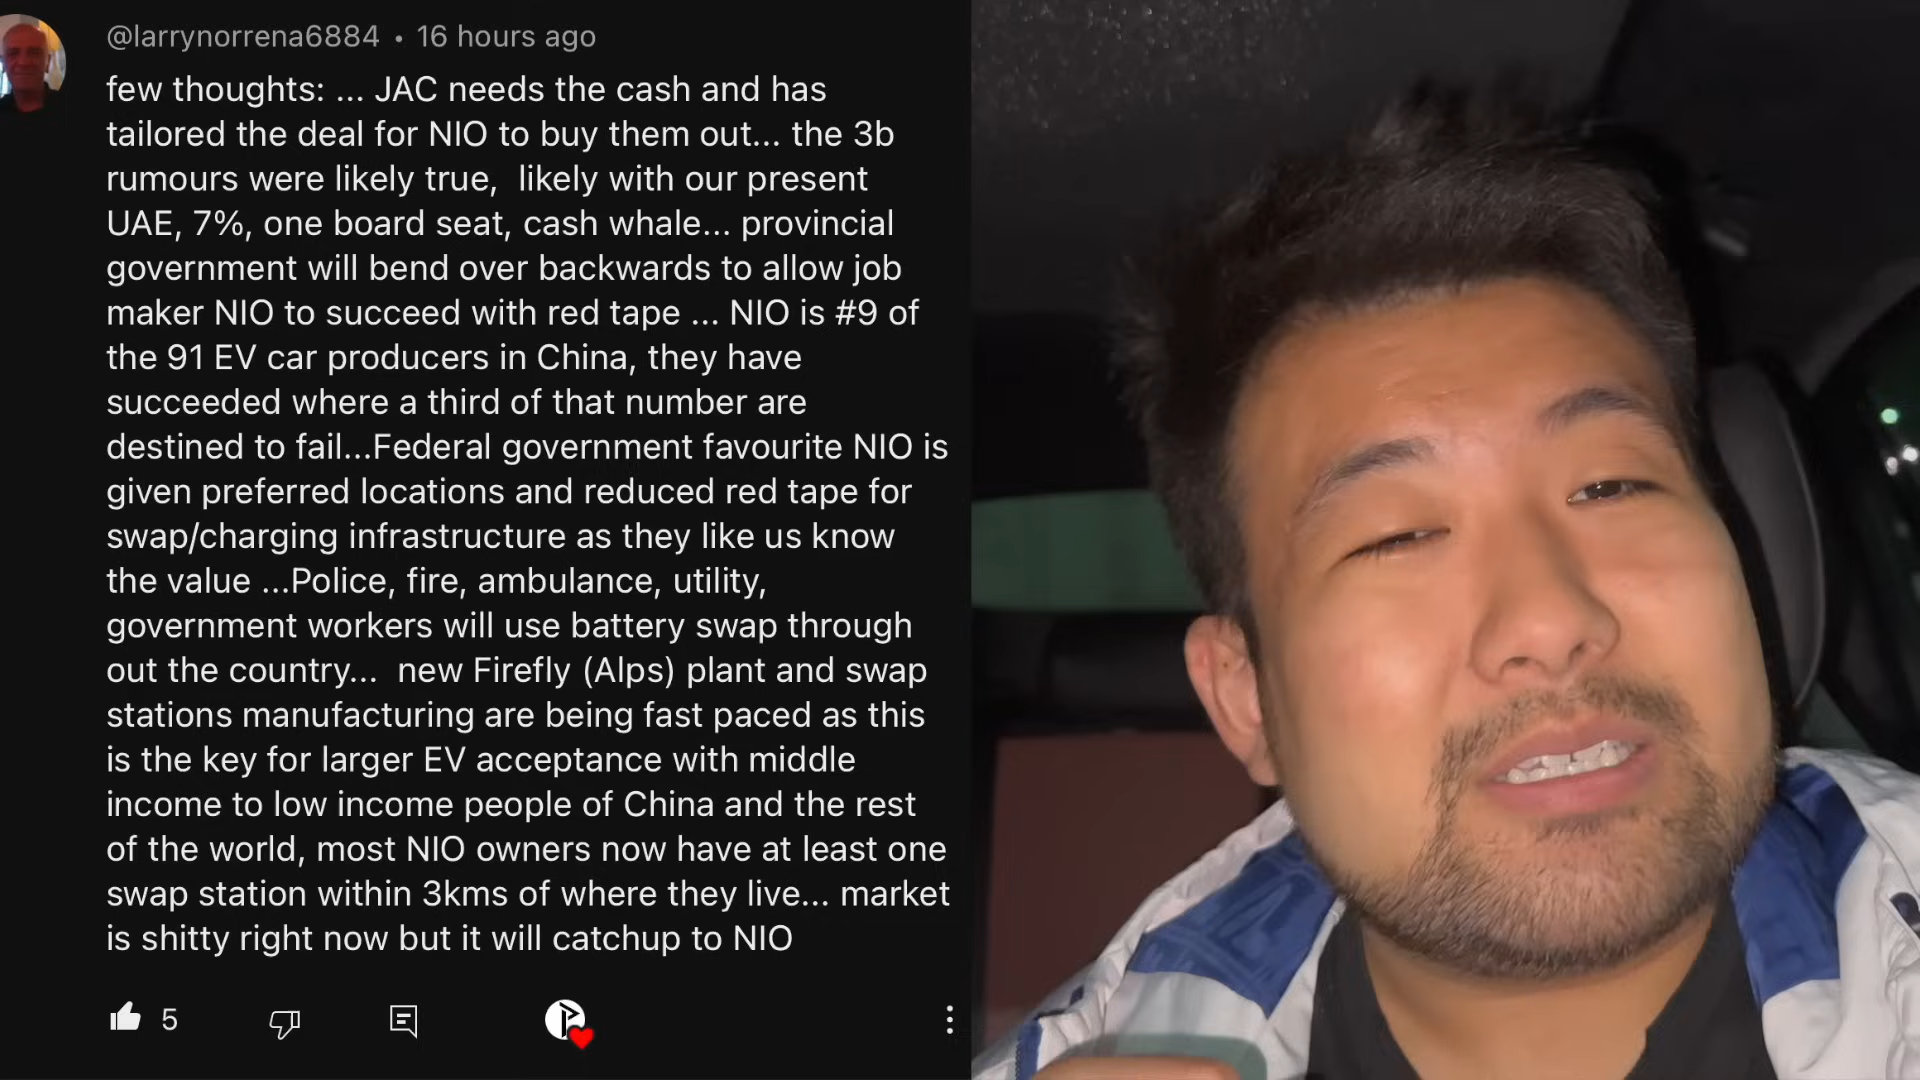 @larrynorrena6884 • 16 hours ago
few thoughts: ... JAC needs the cash and has
tailored the deal for NIO to buy them out... the 3b
rumours were likely true,  likely with our present
UAE, 7%, one board seat, cash whale... provincial
government will bend over backwards to allow job
maker NIO to succeed with red tape ... NIO is #9 of
the 91 EV car producers in China, they have
succeeded where a third of that number are
destined to fail...Federal government favourite NIO is
given preferred locations and reduced red tape for
swap/charging infrastructure as they like us know
the value ...Police, fire, ambulance, utility,
government workers will use battery swap through
out the country...  new Firefly (Alps) plant and swap
stations manufacturing are being fast paced as this
is the key for larger EV acceptance with middle
income to low income people of China and the rest
of the world, most NIO owners now have at least one
swap station within 3kms of where they live... market
is shitty right now but it will catchup to NIO
5